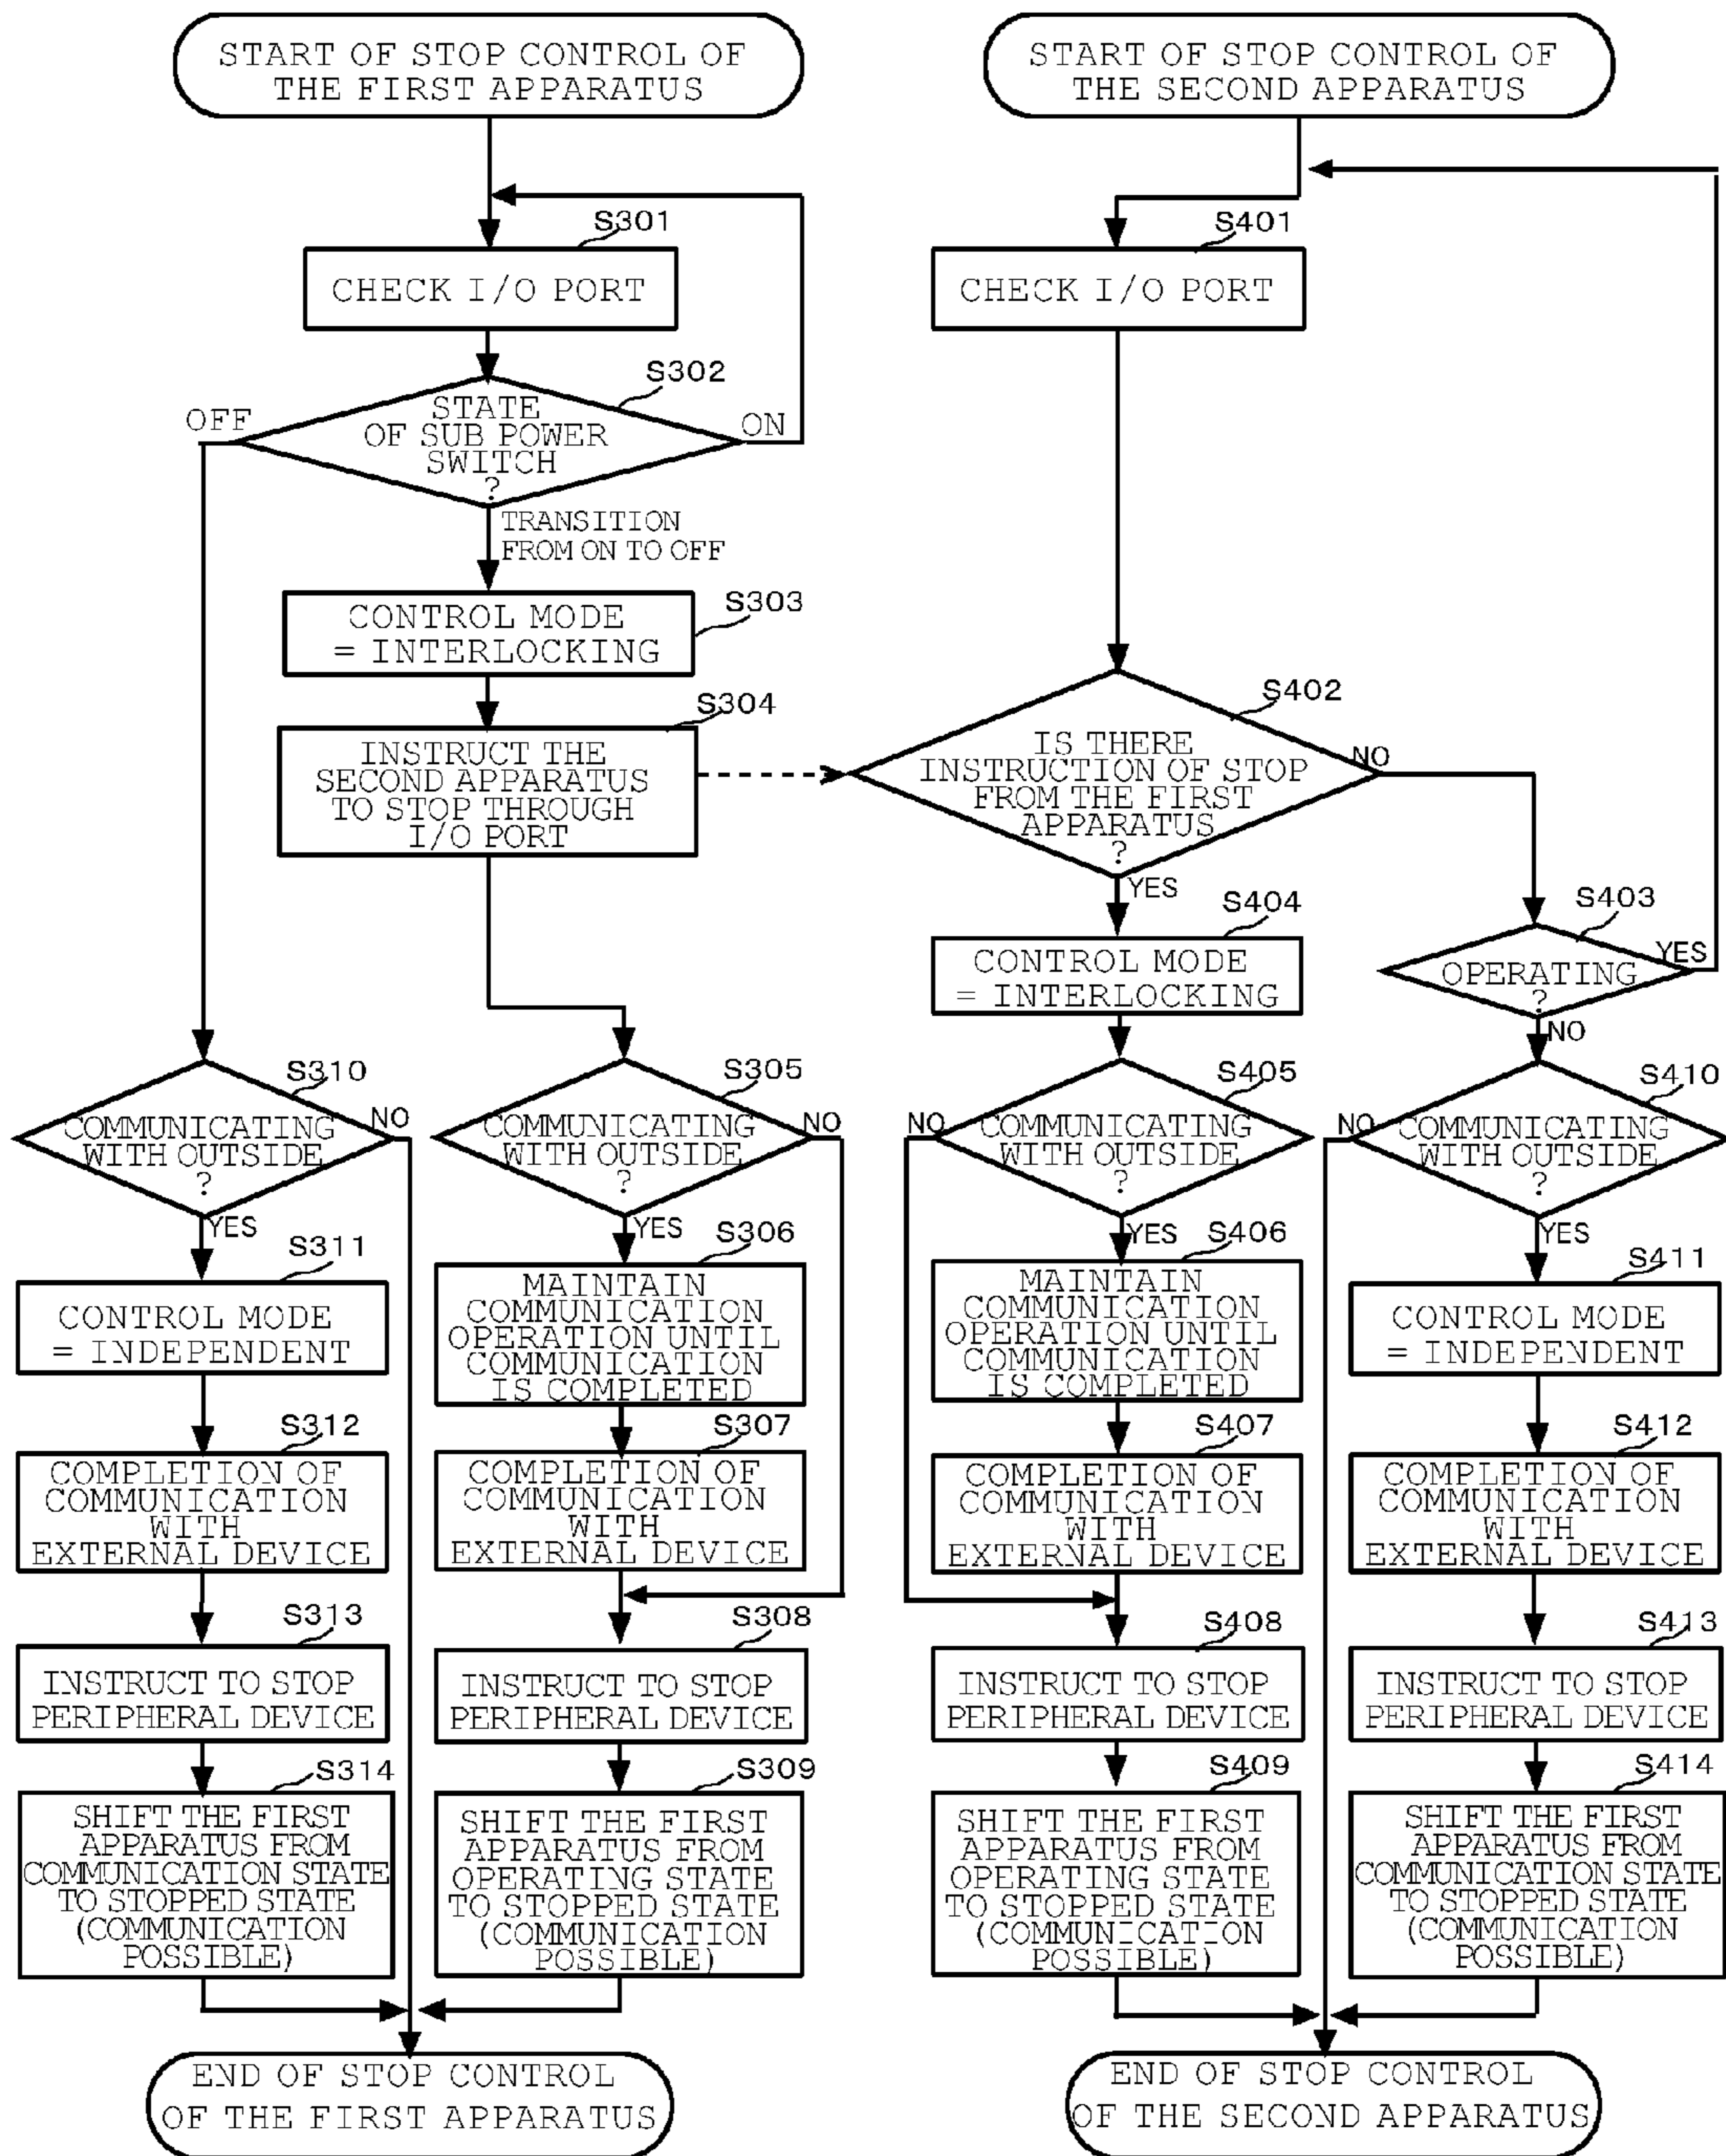 START OF STOP CONTROL OF
THE FIRST APPARATUS
S301
CHECK I/O PORT
S302
OFF
STATE
OF SUB POWER
SWITCH
?
ON
TRANSITION
FROM ON TO OFF
S303
CONTROL MODE
= INTERLOCKING
S304
INSTRUCT THE
SECOND APPARATUS
TO STOP THROUGH
I/O PORT
S310
COMMUNICATING
WITH OUTSIDE
?
NO
YES
S311
CONTROL MODE
= INDEPENDENT
S312
COMPLETION OF
COMMUNICATION
WITH
EXTERNAL DEVICE
S313
INSTRUCT TO STOP
PERIPHERAL DEVICE
S314
SHIFT THE FIRST
APPARATUS FROM
COMMUNICATION STATE
TO STOPPED STATE
(COMMUNICATION
POSSIBLE)
S305
COMMUNICATING
WITH OUTSIDE
?
NO
YES
S306
MAINTAIN
COMMUNICATION
OPERATION UNTIL
COMMUNICATION
IS COMPLETED
S307
COMPLETION OF
COMMUNICATION
WITH
EXTERNAL DEVICE
S308
INSTRUCT TO STOP
PERIPHERAL DEVICE
S309
SHIFT THE FIRST
APPARATUS FROM
OPERATING STATE
TO STOPPED STATE
(COMMUNICATION
POSSIBLE)
END OF STOP CONTROL
OF THE FIRST APPARATUS
START OF STOP CONTROL OF
THE SECOND APPARATUS
S401
CHECK I/O PORT
S402
IS THERE
INSTRUCTION OF STOP
FROM THE FIRST
APPARATUS
?
NO
YES
S403
OPERATING
?
YES
NO
S404
CONTROL MODE
= INTERLOCKING
S405
NO
COMMUNICATING
WITH OUTSIDE
?
YES
S406
MAINTAIN
COMMUNICATION
OPERATION UNTIL
COMMUNICATION
IS COMPLETED
S407
COMPLETION OF
COMMUNICATION
WITH
EXTERNAL DEVICE
S408
INSTRUCT TO STOP
PERIPHERAL DEVICE
S409
SHIFT THE FIRST
APPARATUS FROM
OPERATING STATE
TO STOPPED STATE
(COMMUNICATION
POSSIBLE)
S410
NO
COMMUNICATING
WITH OUTSIDE
?
YES
S411
CONTROL MODE
= INDEPENDENT
S412
COMPLETION OF
COMMUNICATION
WITH
EXTERNAL DEVICE
S413
INSTRUCT TO STOP
PERIPHERAL DEVICE
S414
SHIFT THE FIRST
APPARATUS FROM
COMMUNICATION STATE
TO STOPPED STATE
(COMMUNICATION
POSSIBLE)
END OF STOP CONTROL
OF THE SECOND APPARATUS